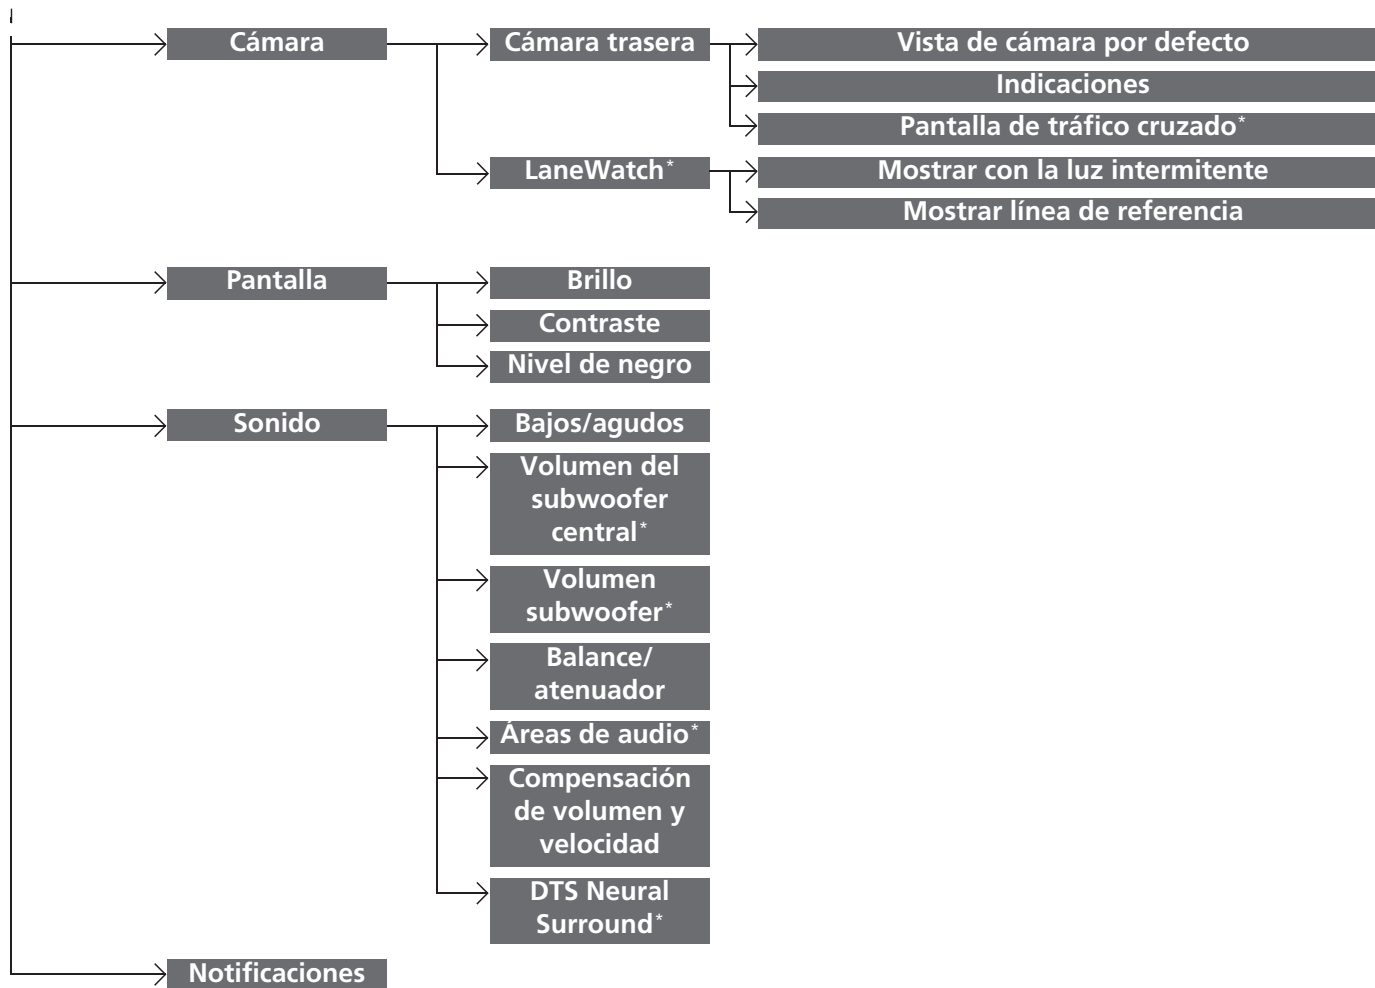 Cámara
Cámara trasera
Vista de cámara por defecto
Indicaciones
Pantalla de tráfico cruzado*
LaneWatch*
Mostrar con la luz intermitente
Mostrar línea de referencia
Pantalla
Brillo
Contraste
Nivel de negro
Sonido
Bajos/agudos
Volumen del
subwoofer
central*
Volumen
subwoofer*
Balance/
atenuador
Áreas de audio*
Compensación
de volumen y
velocidad
DTS Neural
Surround*
Notificaciones